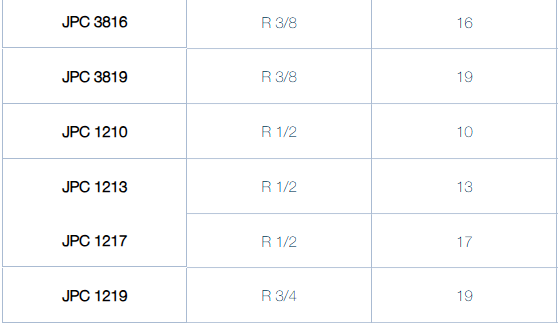 JPC 3816 R 3/8 16
JPC 3819 R 3/8 19
JPC 1210 R 1/2 10
JPC 1213 R 1/2 13
JPC 1217 R 1/2 17
JPC 1219 R 3/4 19